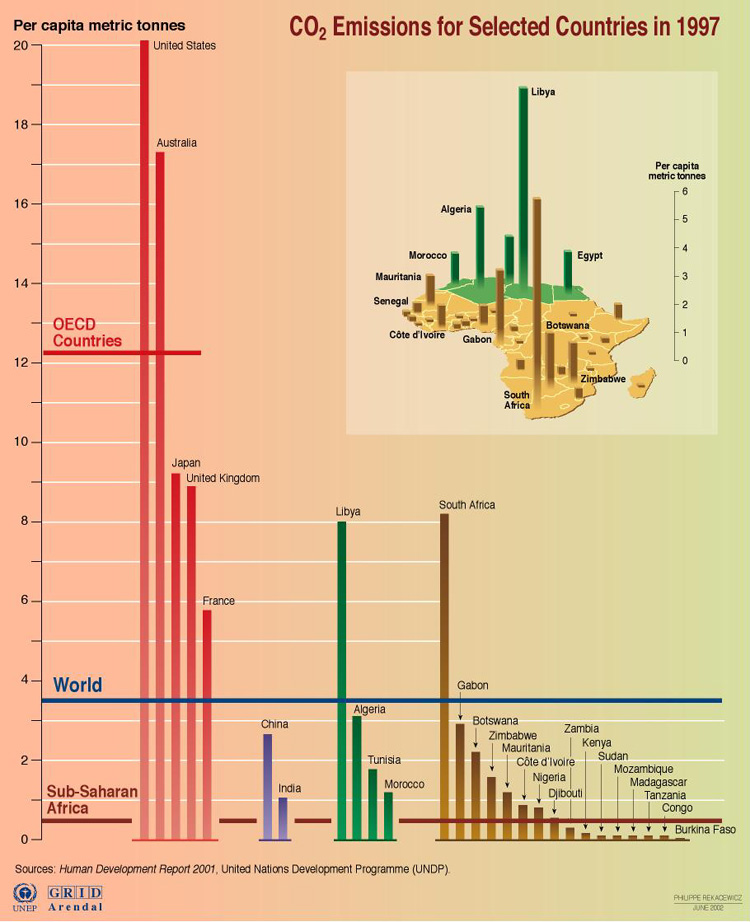 CO2 Emissions for Selected Countries in 1997
Per capita metric tonnes
20
18
16
14
12
10
8
6
4
2
0
United States
Australia
OECD
Countries
Japan
United Kingdom
France
World
Sub-Saharan
Africa
China
India
Libya
Algeria
Tunisia
Morocco
South Africa
Gabon
Botswana
Zimbabwe
Mauritania
Côte d'Ivoire
Nigeria
Djibouti
Zambia
Kenya
Sudan
Mozambique
Madagascar
Tanzania
Congo
Burkina Faso
Libya
Algeria
Morocco
Egypt
Mauritania
Senegal
Côte d'Ivoire
Gabon
Botswana
Zimbabwe
South
Africa
Per capita
metric tonnes
6
5
4
3
2
1
0
Sources: Human Development Report 2001, United Nations Development Programme (UNDP).
UNEP
GRID
Arendal
PHILIPPE REKACEWICZ
JUNE 2002